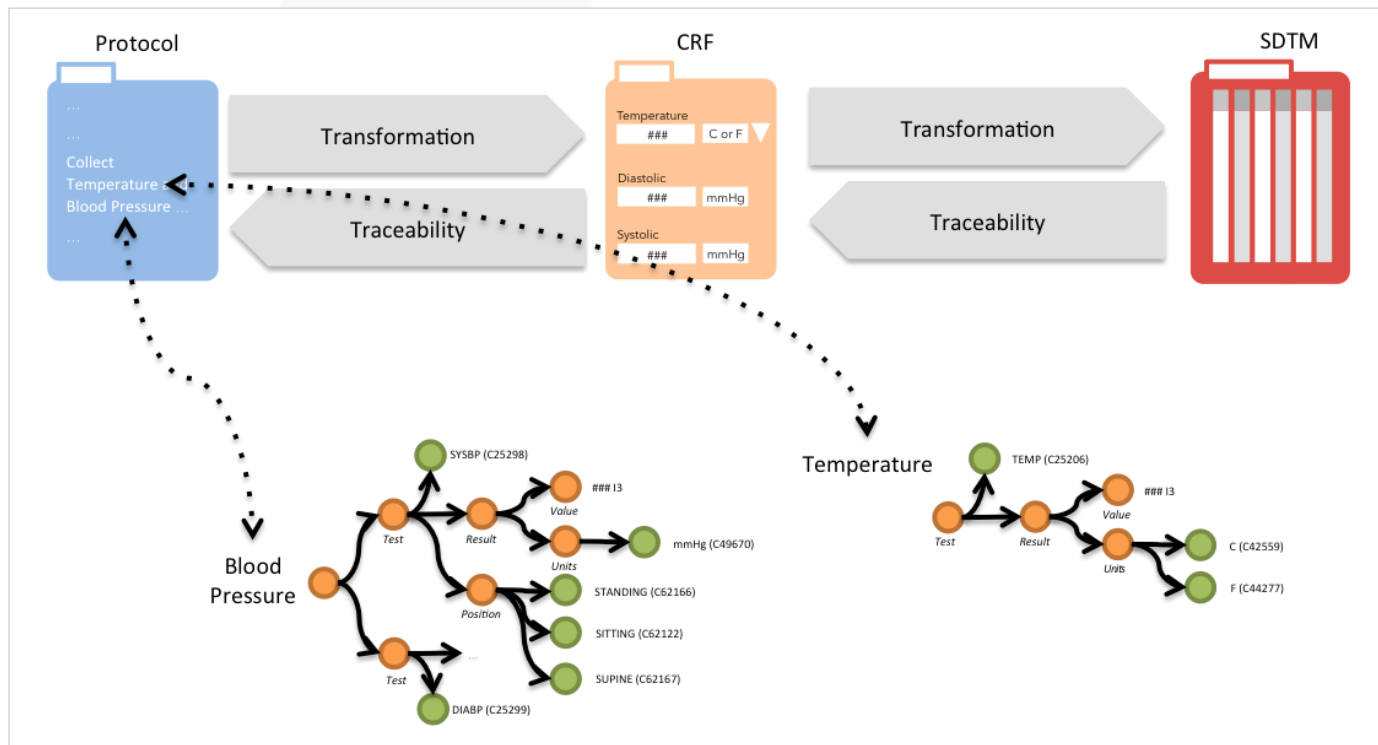 Protocol
CRF
SDTM
...
...
Collect
Temperature and
Blood Pressure ...
...
Transformation
Traceability
Temperature
###
C or F
Diastolic
###
mmHg
Systolic
###
mmHg
Transformation
Traceability
Blood
Pressure
SYSBP (C25298)
Test
Result
### I3
Value
Units
mmHg (C49670)
Position
STANDING (C62166)
SITTING (C62122)
SUPINE (C62167)
Test
...
DIABP (C25299)
Temperature
TEMP (C25206)
Test
Result
### I3
Value
Units
C (C42559)
F (C44277)